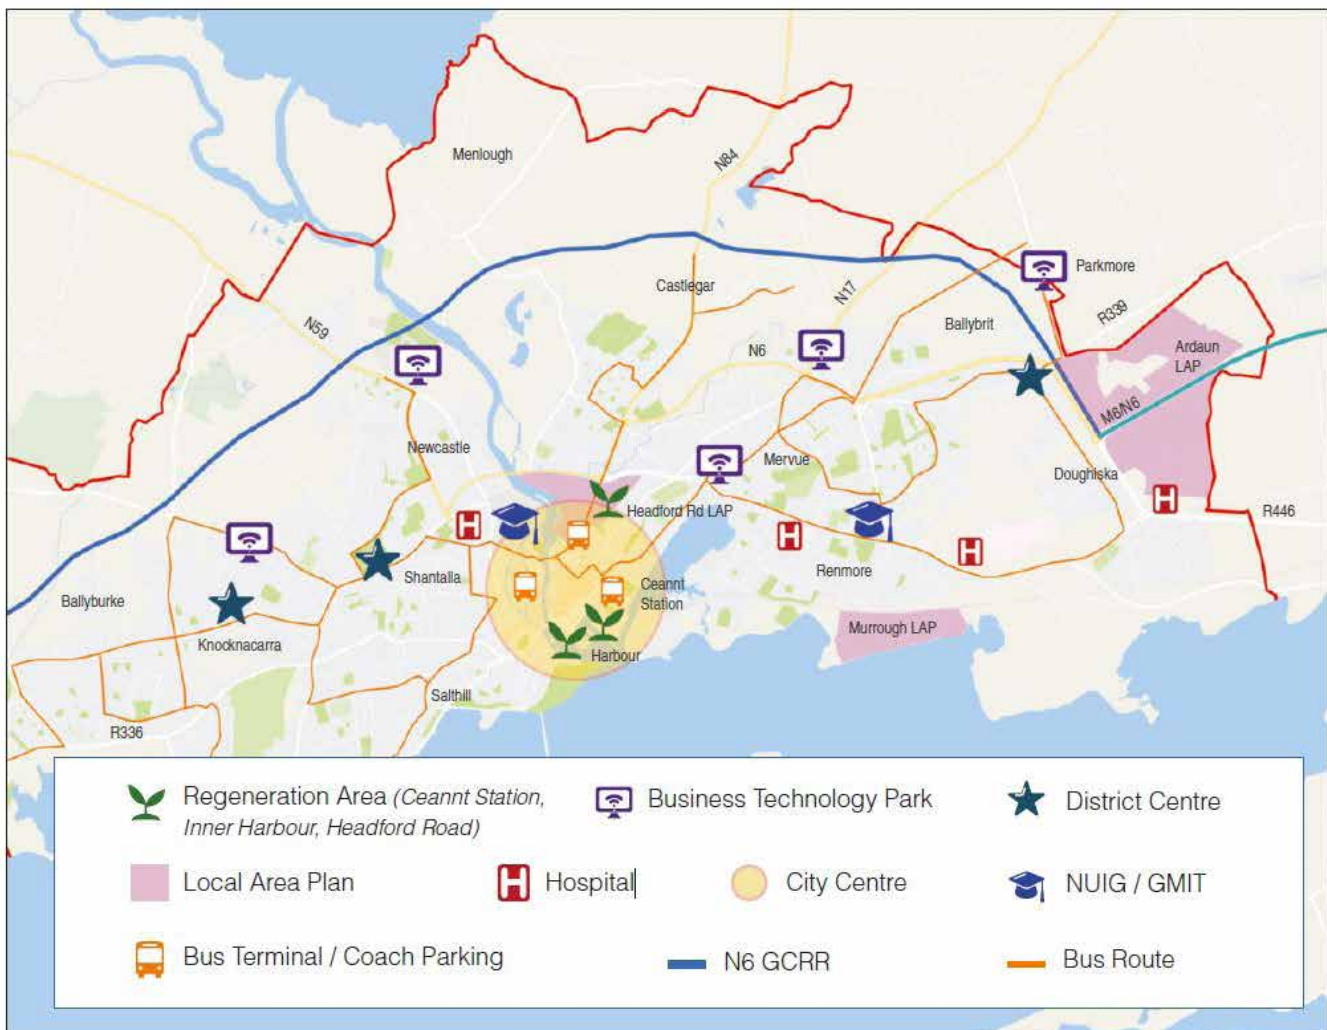 Menlough
N84
Castlegar
N17
Parkmore
R339
Ballybrit
N59
N6
Ardaun
LAP
M6/N6
Newcastle
Mervue
Doughiska
Headford Rd LAP
R446
Shantalla
Renmore
Ceannt
Station
Ballyburke
Knocknacarra
Murrough LAP
Harbour
Salthill
R336
Regeneration Area (Ceannt Station,
Inner Harbour, Headford Road)
Business Technology Park
District Centre
Local Area Plan
H Hospital
City Centre
NUIG / GMIT
Bus Terminal / Coach Parking
N6 GCRR
Bus Route
H
H
H
H